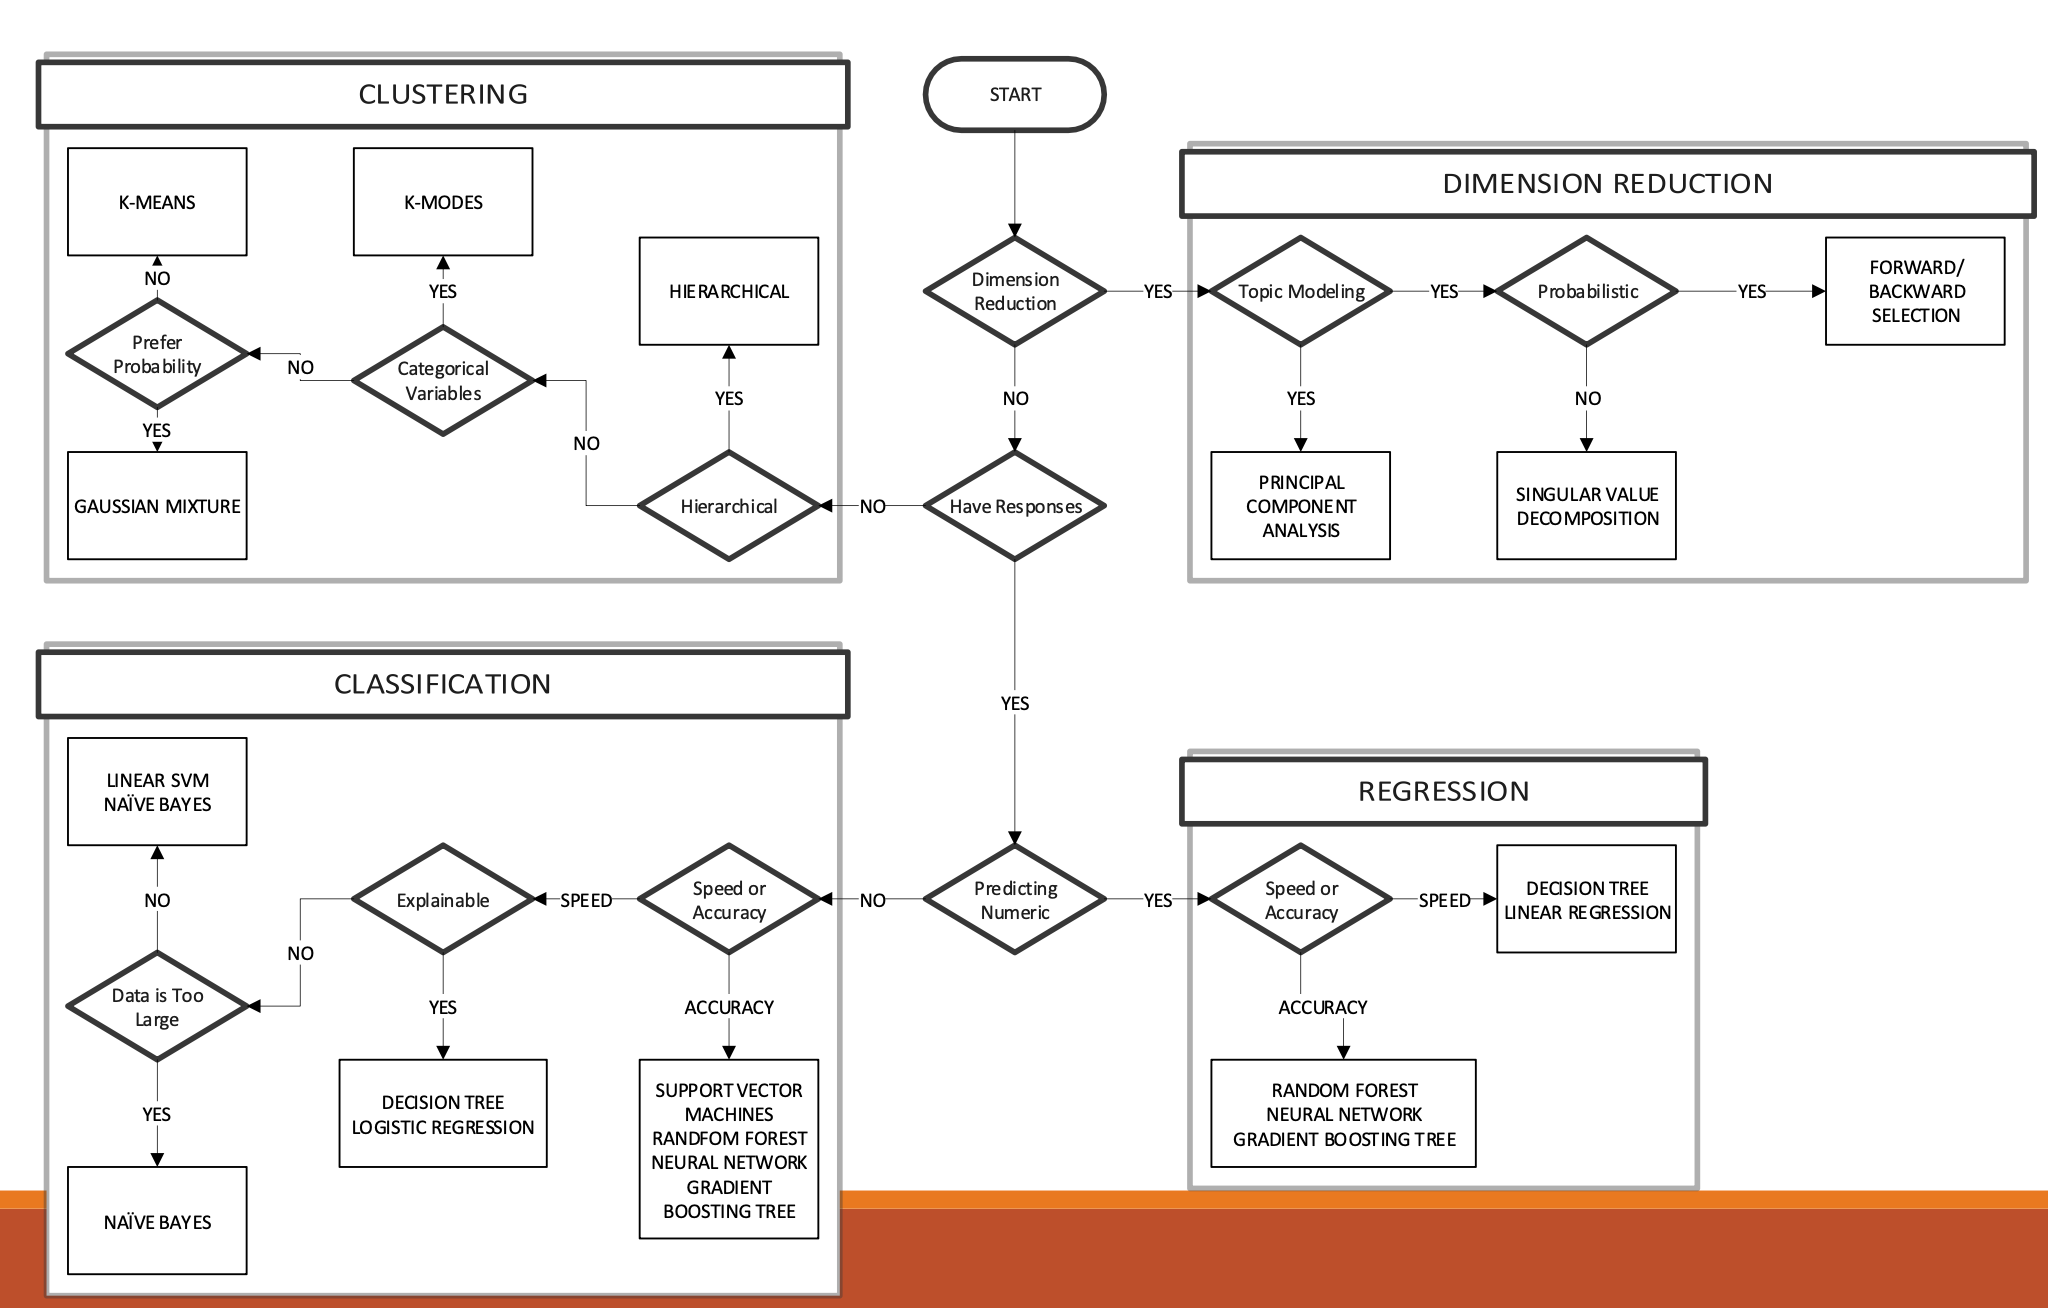 CLUSTERING
K-MEANS
K-MODES
HIERARCHICAL
NO
YES
YES
Prefer
Probability
NO
Categorical
Variables
NO
YES
GAUSSIAN MIXTURE
Hierarchical
NO
START
Dimension
Reduction
YES
NO
Have Responses
YES
DIMENSION REDUCTION
Topic Modeling
YES
Probabilistic
YES
FORWARD/
BACKWARD
SELECTION
YES
NO
PRINCIPAL
COMPONENT
ANALYSIS
SINGULAR VALUE
DECOMPOSITION
CLASSIFICATION
LINEAR SVM
NAÏVE BAYES
NO
Explainable
SPEED
Speed or
Accuracy
NO
Predicting
Numeric
YES
NO
Data is Too
Large
YES
ACCURACY
YES
DECISION TREE
LOGISTIC REGRESSION
SUPPORT VECTOR
MACHINES
RANDFOM FOREST
NEURAL NETWORK
GRADIENT
BOOSTING TREE
NAÏVE BAYES
REGRESSION
Speed or
Accuracy
SPEED
DECISION TREE
LINEAR REGRESSION
ACCURACY
RANDOM FOREST
NEURAL NETWORK
GRADIENT BOOSTING TREE